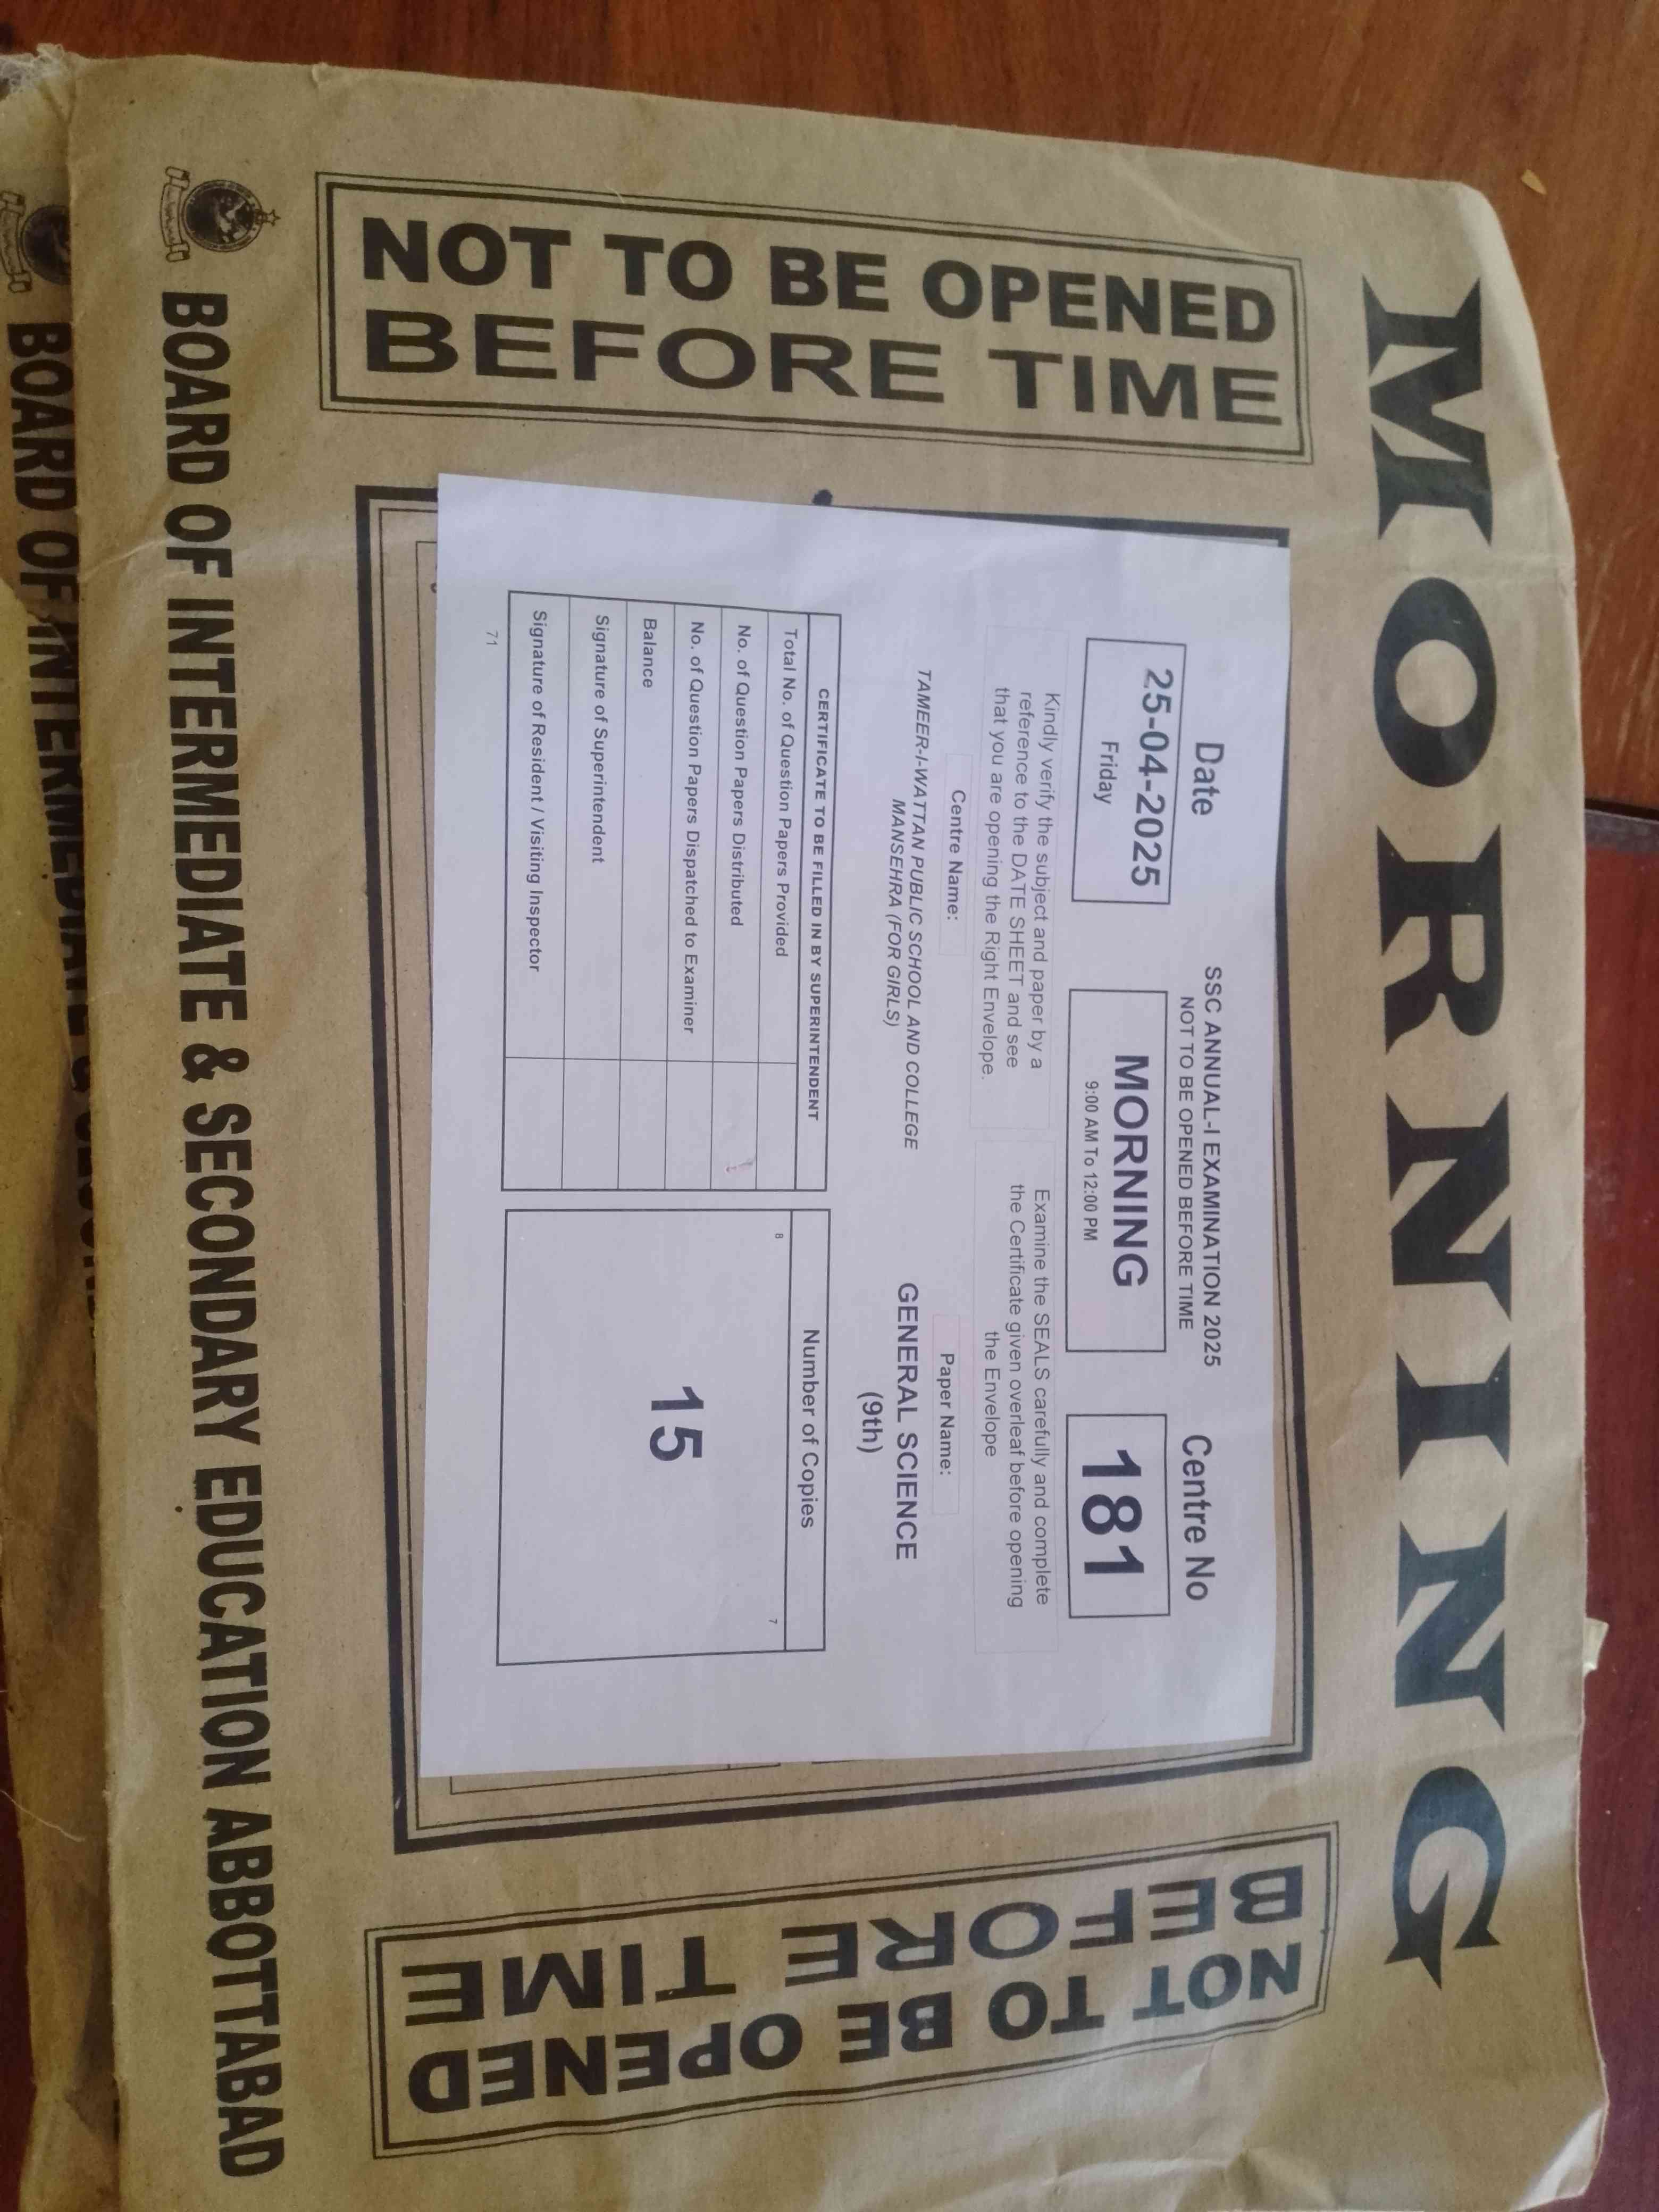 MORNING
NOT TO BE OPENED
BEFORE TIME
Date
25-04-2025
Friday
SSC ANNUAL-I EXAMINATION 2025
NOT TO BE OPENED BEFORE TIME
MORNING
9:00 AM To 12:00 PM
Centre No
181
Kindly verify the subject and paper by a
reference to the DATE SHEET and see
that you are opening the Right Envelope.
Examine the SEALS carefully and complete
the Certificate given overleaf before opening
the Envelope
Centre Name:
TAMEER-I-WATTAN PUBLIC SCHOOL AND COLLEGE
MANSEHRA (FOR GIRLS)
Paper Name:
GENERAL SCIENCE
(9th)
CERTIFICATE TO BE FILLED IN BY SUPERINTENDENT
Total No. of Question Papers Provided
No. of Question Papers Distributed
No. of Question Papers Dispatched to Examiner
Balance
Signature of Superintendent
Signature of Resident / Visiting Inspector
71
Number of Copies
8
7
15
NOT TO BE OPENED
BEFORE TIME
BOARD OF INTERMEDIATE & SECONDARY EDUCATION ABBOTTABAD
BOARD OF INTERMEDIATE